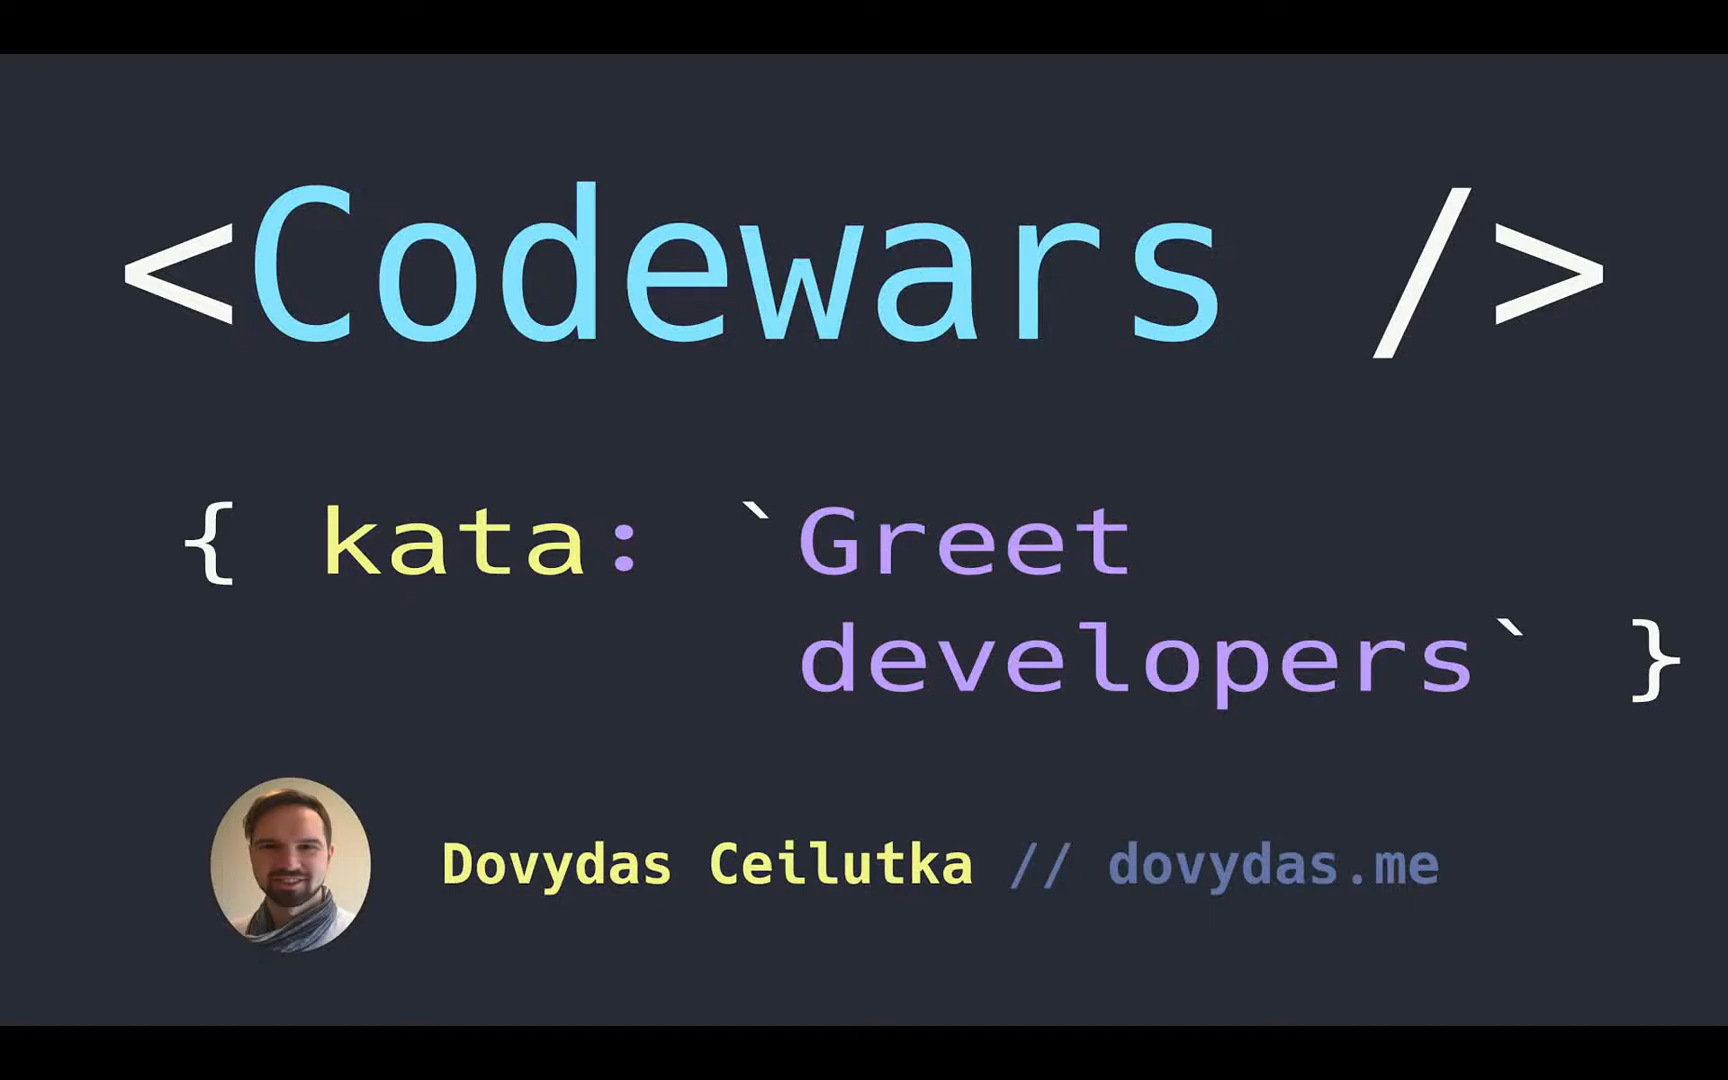 <Codewars />
{ kata: `Greet
developers` }
Dovydas Ceilutka // dovydas.me